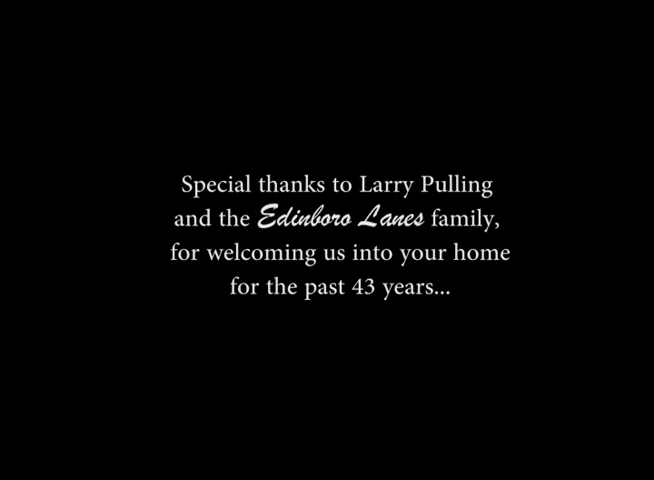 Special thanks to Larry Pulling
and the Edinboro Lanes family,
for welcoming us into your home
for the past 43 years...